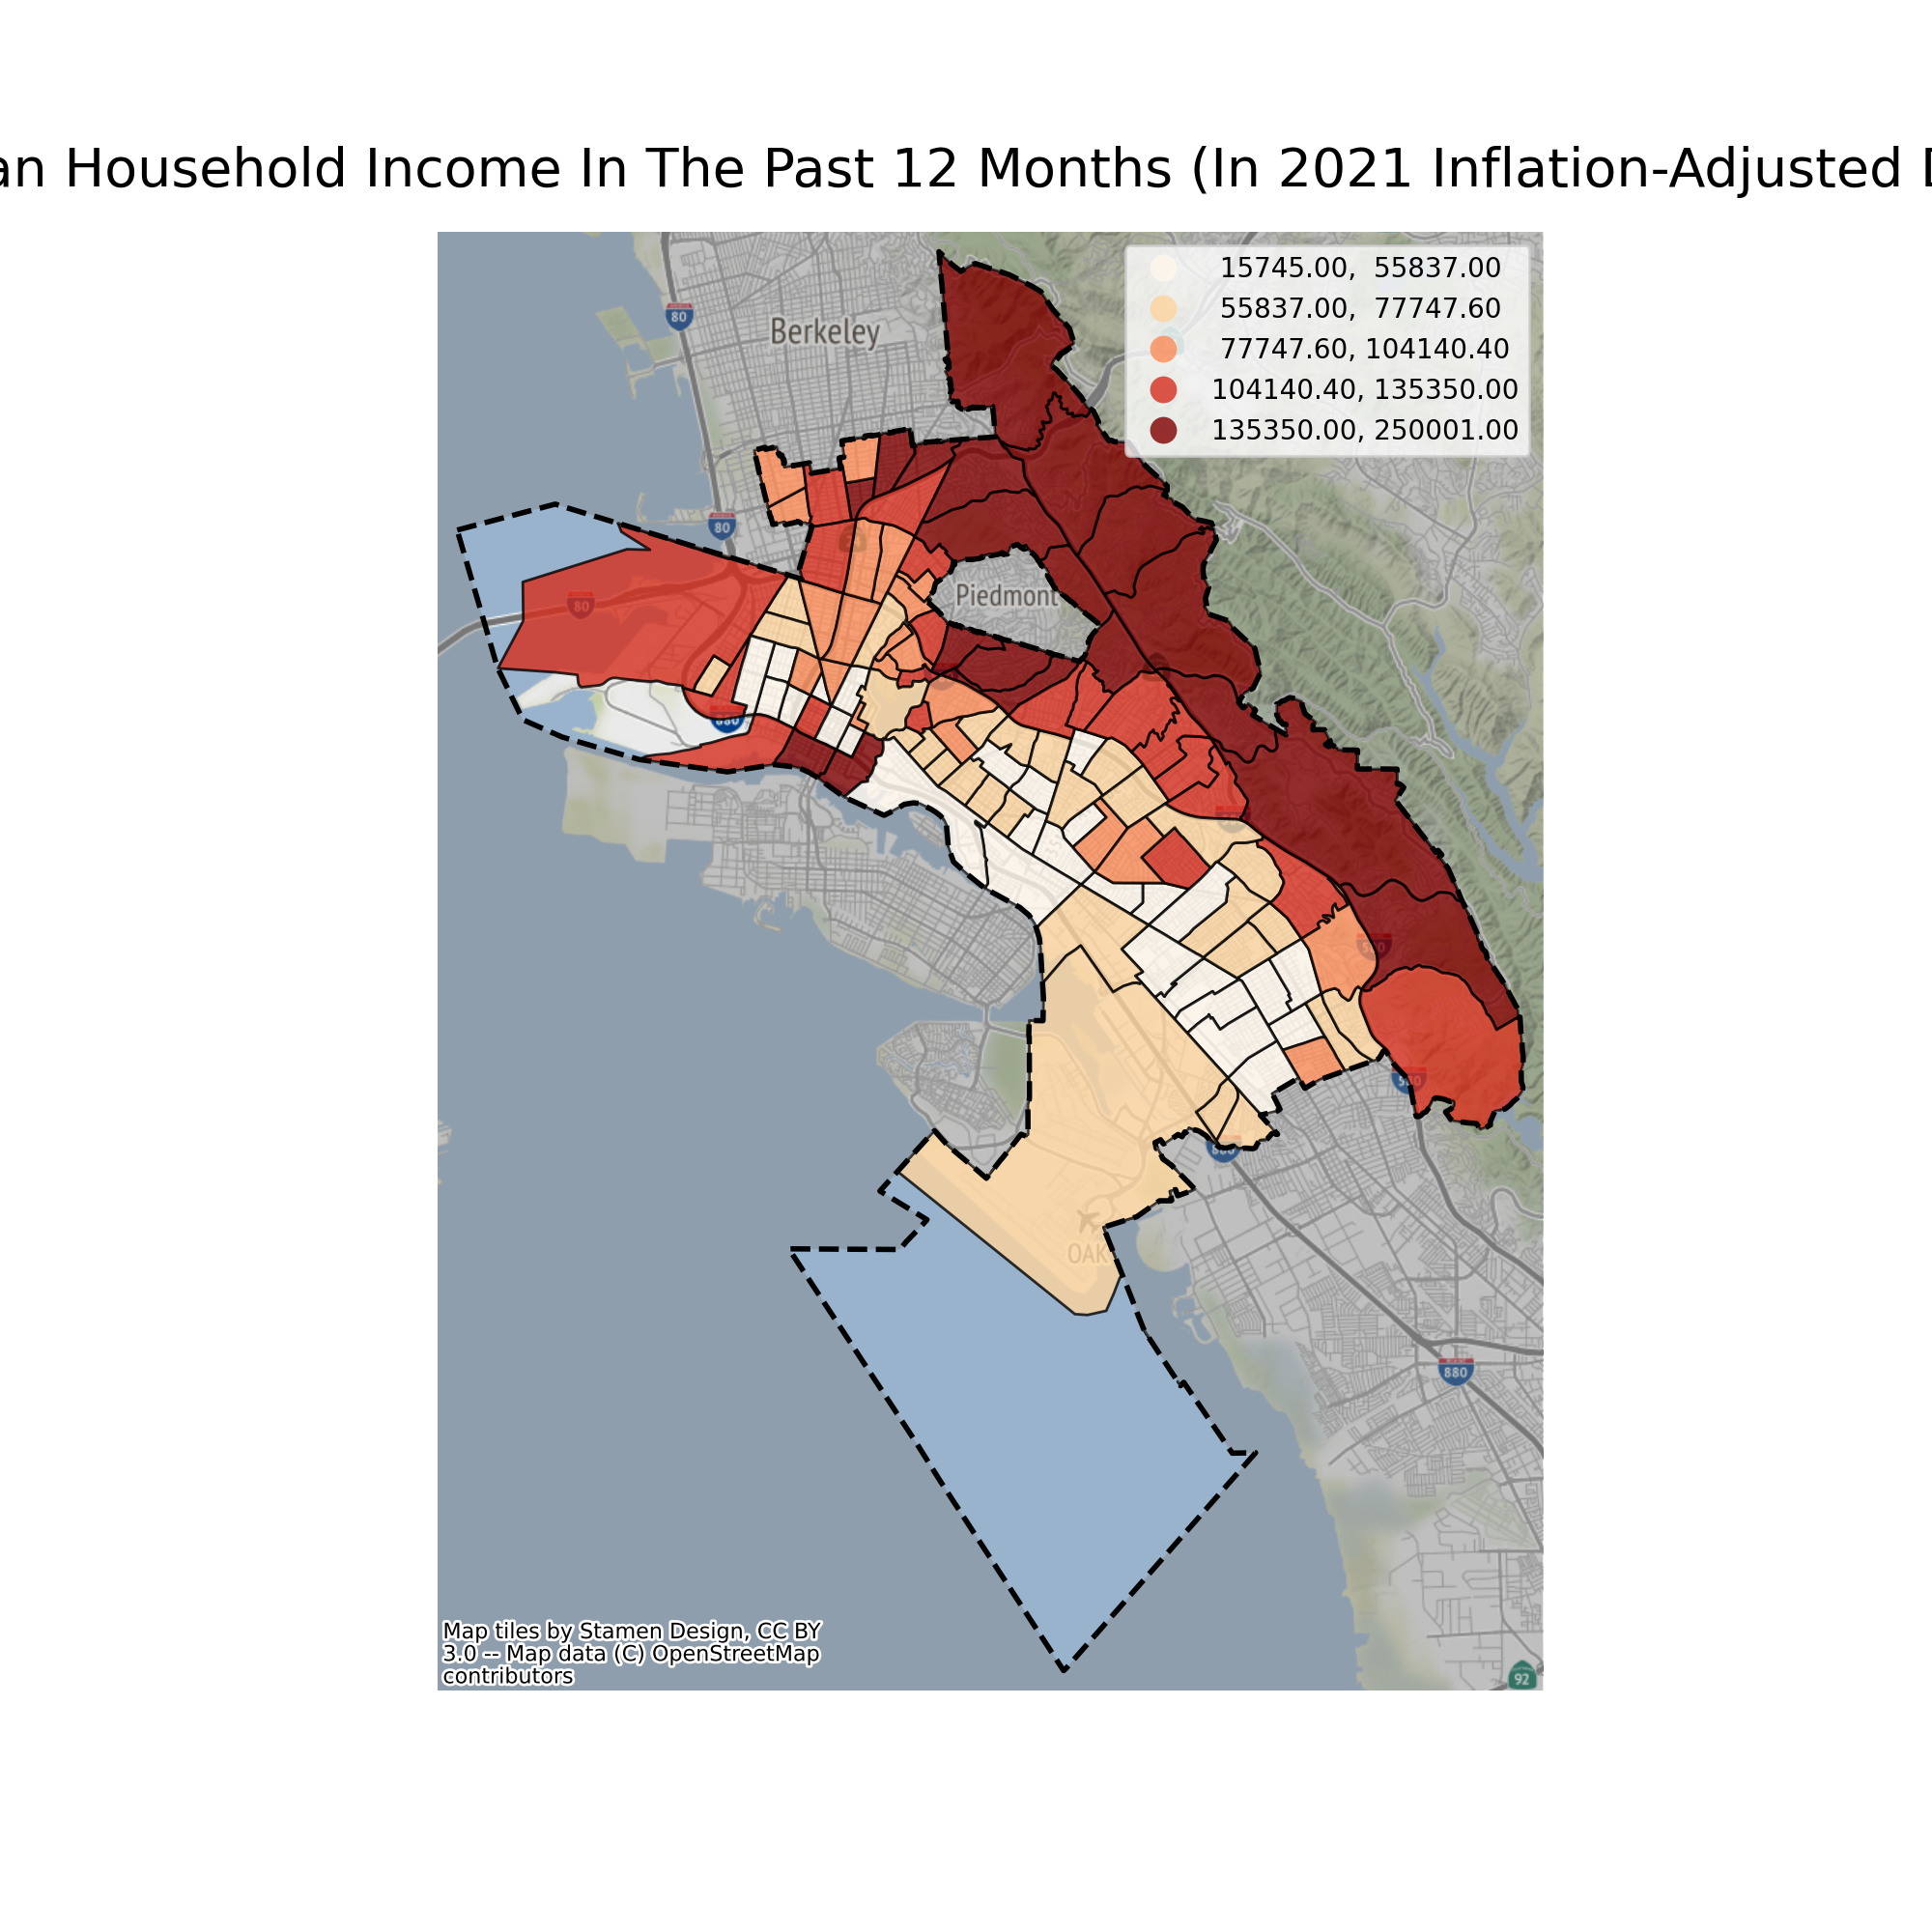 an Household Income In The Past 12 Months (In 2021 Inflation-Adjusted D
15745.00, 55837.00
55837.00, 77747.60
77747.60, 104140.40
104140.40, 135350.00
135350.00, 250001.00
80
Berkeley
80
80
Piedmont
880
580
580
880
OAK
880
Map tiles by Stamen Design, CC BY
3.0 -- Map data (C) OpenStreetMap
contributors
92